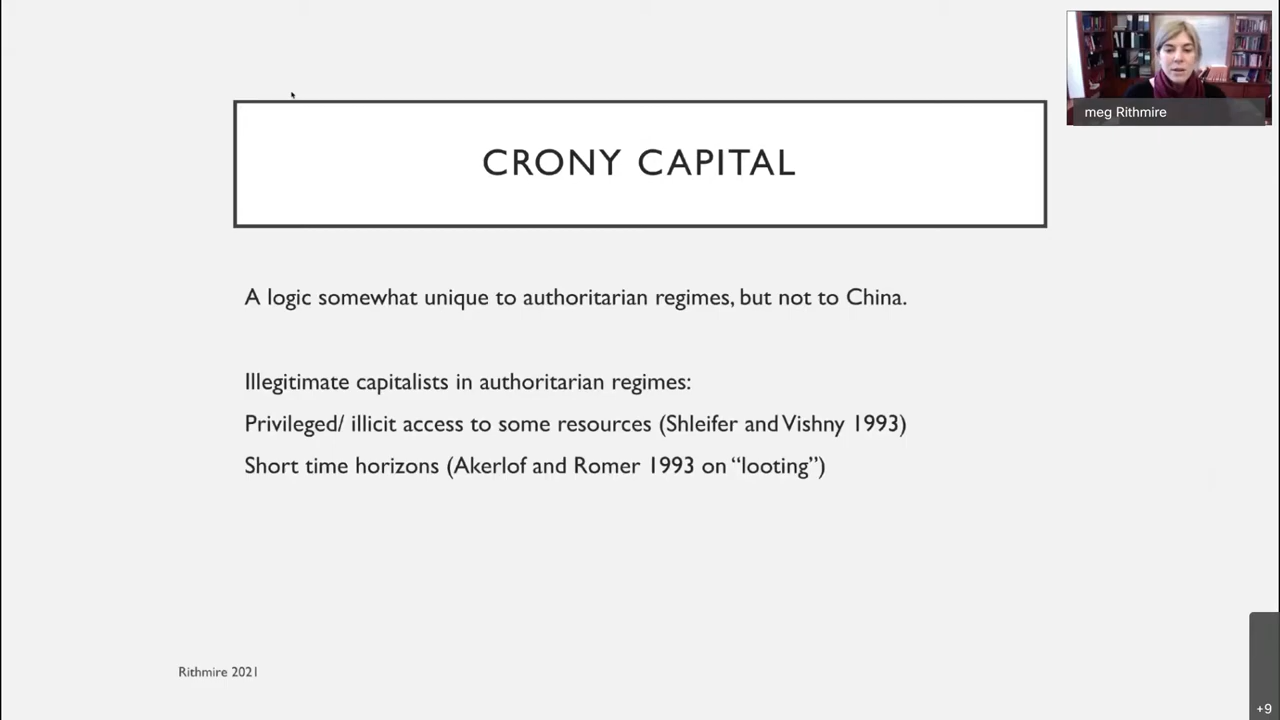 meg Rithmire
CRONY CAPITAL
A logic somewhat unique to authoritarian regimes, but not to China.
Illegitimate capitalists in authoritarian regimes:
Privileged/ illicit access to some resources (Shleifer and Vishny 1993)
Short time horizons (Akerlof and Romer 1993 on “looting”)
Rithmire 2021
+9